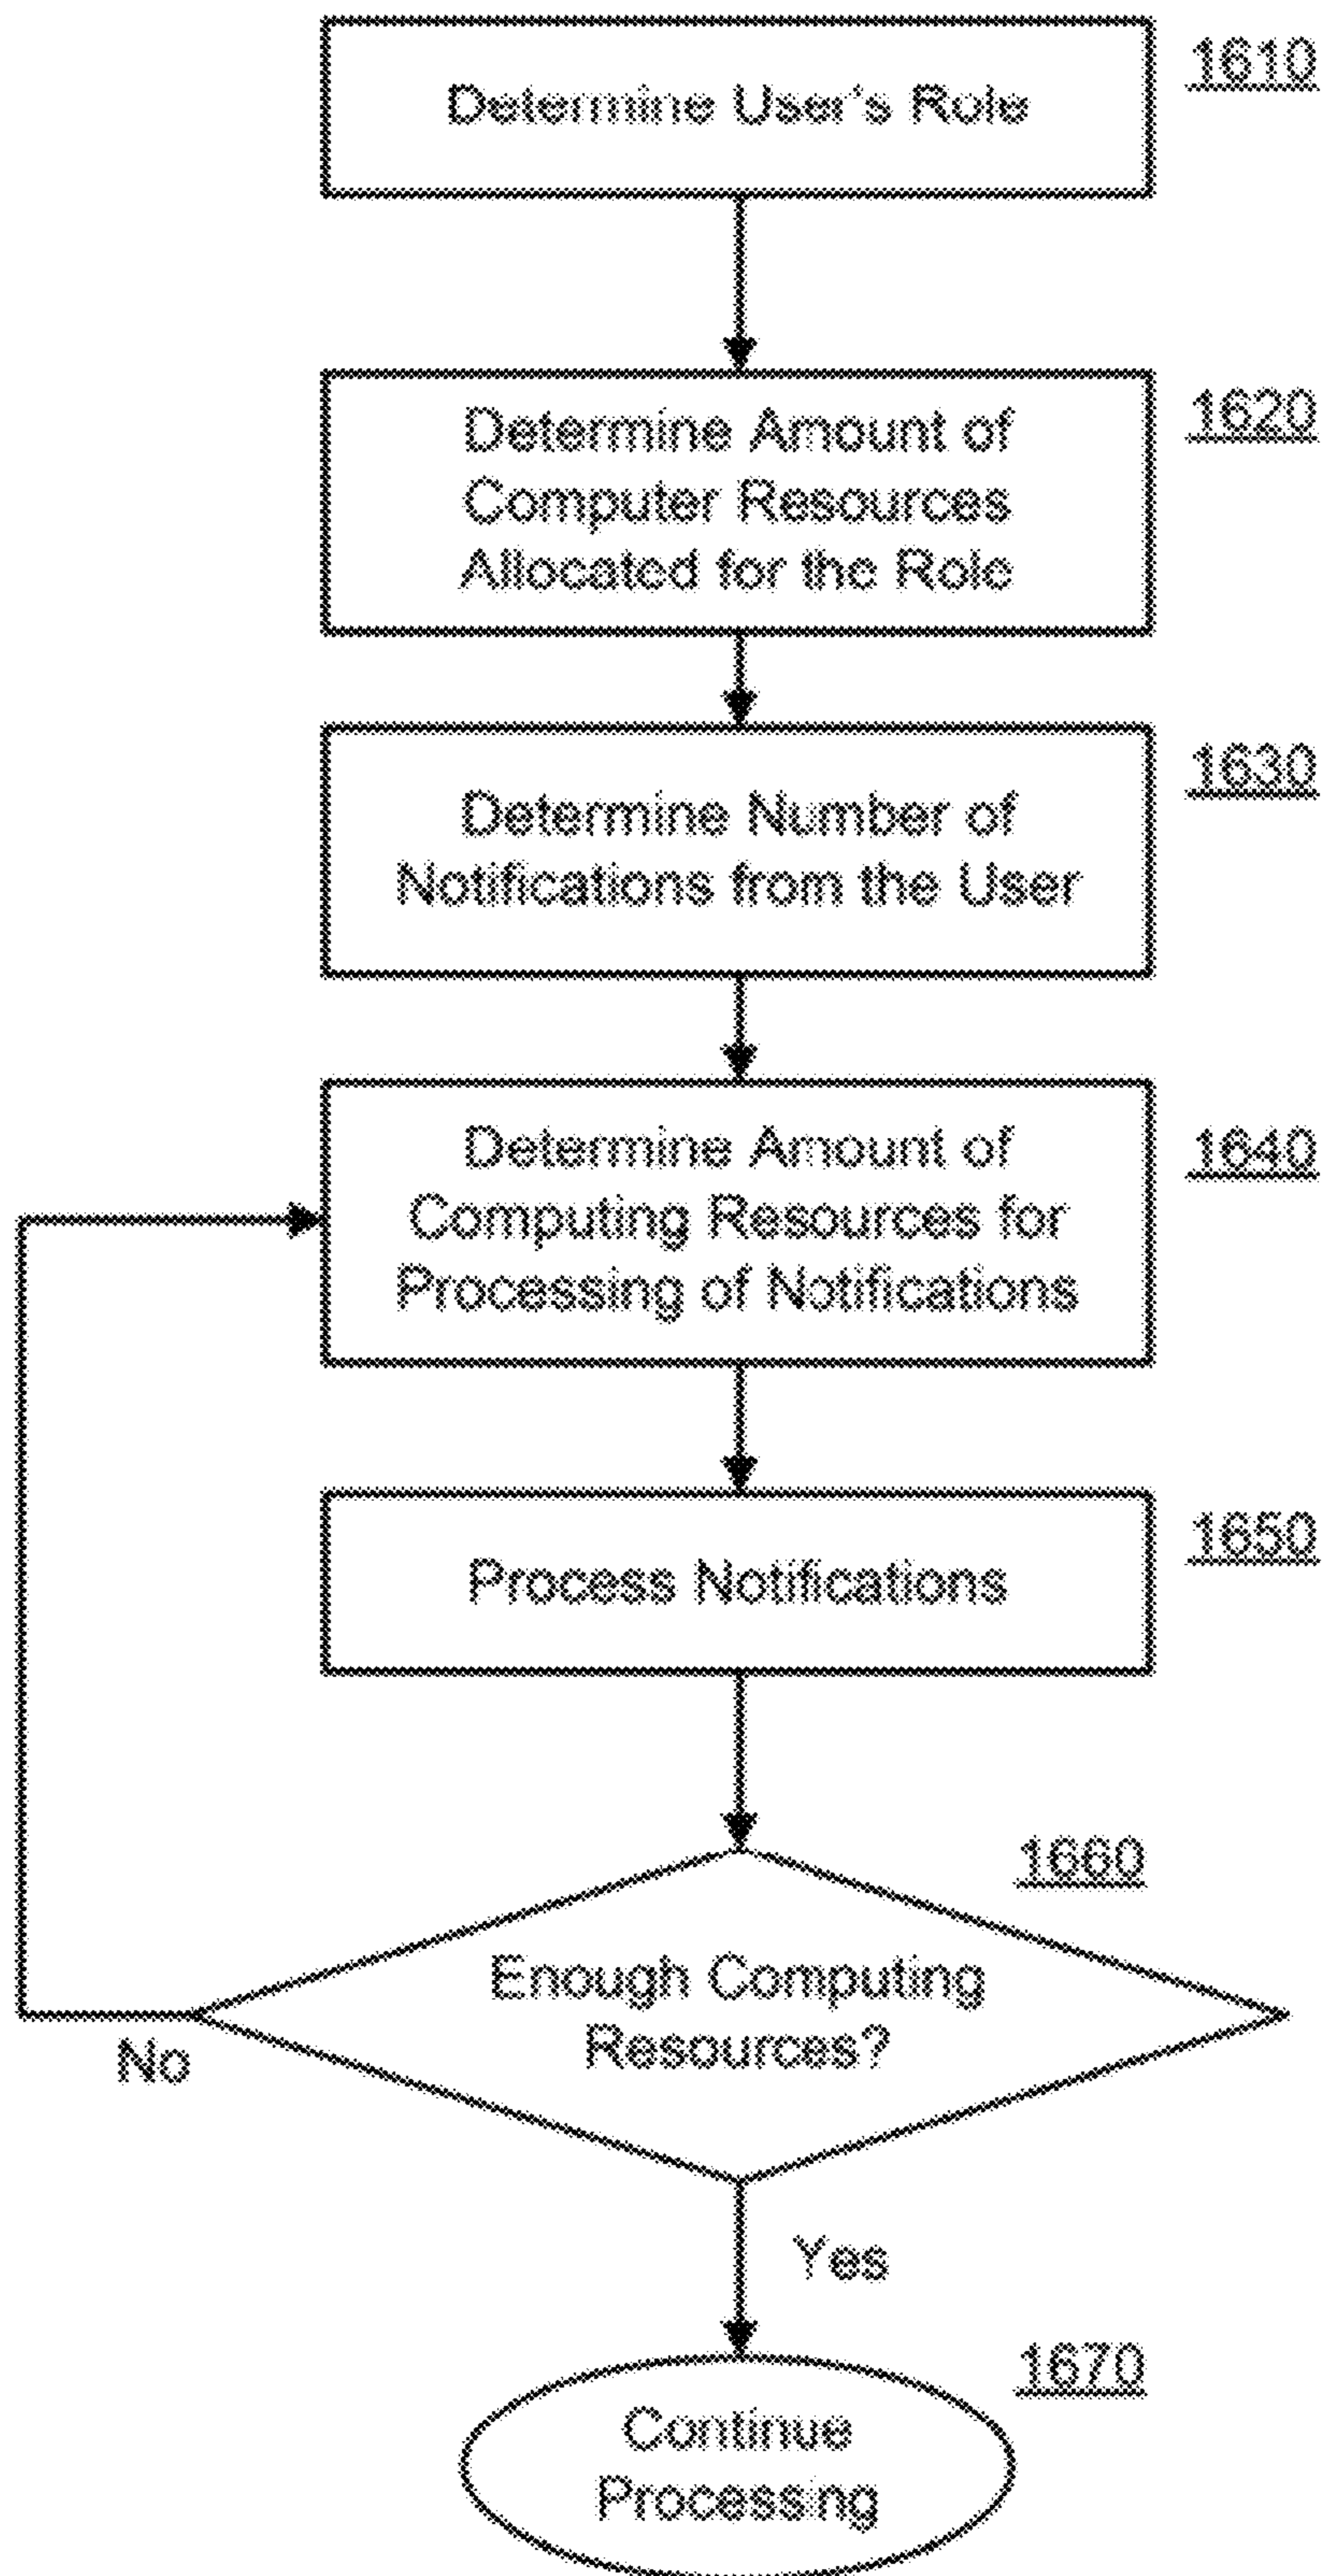 1610
Determine User's Role
1620
Determine Amount of
Computer Resources
Allocated for the Role
1630
Determine Number of
Notifications from the User
1640
Determine Amount of
Computing Resources for
Processing of Notifications
1650
Process Notifications
1660
Enough Computing
Resources?
No
Yes
1670
Continue
Processing